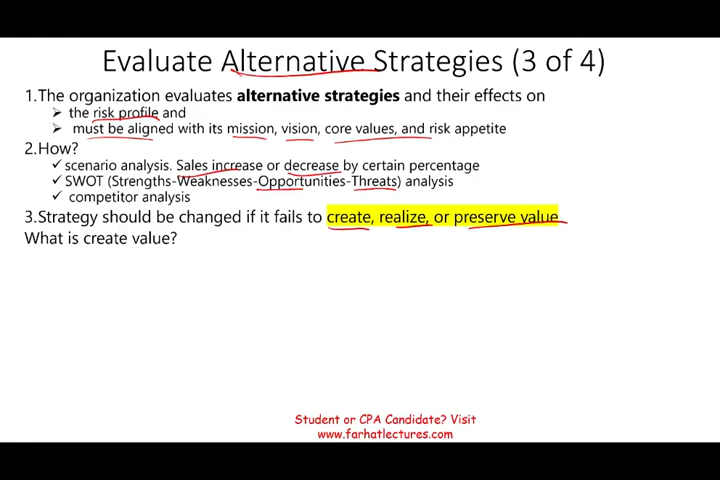 Evaluate Alternative Strategies (3 of 4)
1.The organization evaluates alternative strategies and their effects on
➢ the risk profile and
➢ must be aligned with its mission, vision, core values, and risk appetite
2.How?
✓ scenario analysis. Sales increase or decrease by certain percentage
✓ SWOT (Strengths-Weaknesses-Opportunities-Threats) analysis
✓ competitor analysis
3.Strategy should be changed if it fails to create, realize, or preserve value
What is create value?
Student or CPA Candidate? Visit
www.farhatlectures.com